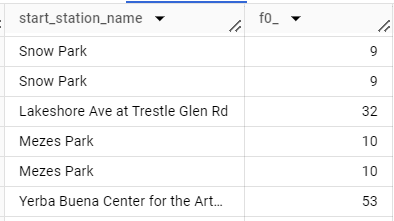 start_station_name f0_
Snow Park 9
Snow Park 9
Lakeshore Ave at Trestle Glen Rd 32
Mezes Park 10
Mezes Park 10
Yerba Buena Center for the Art... 53